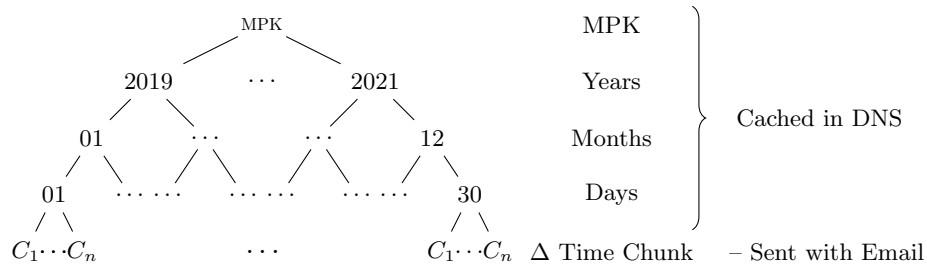 MPK MPK
2019 ⋯ 2021 Years
Cached in DNS
01 ⋯ ⋯ 12 Months
01 ⋯ ⋯ ⋯ ⋯ ⋯ ⋯ 30 Days
C₁⋯Cₙ ⋯ C₁⋯Cₙ Δ Time Chunk – Sent with Email